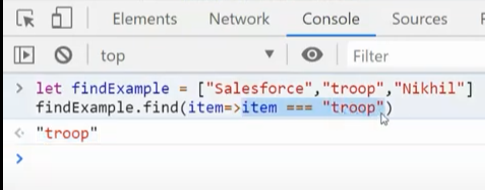 Elements Network Console Sources
top Filter
> let findExample = ["Salesforce","troop","Nikhil"]
findExample.find(item=>item === "troop")
<· "troop"
>